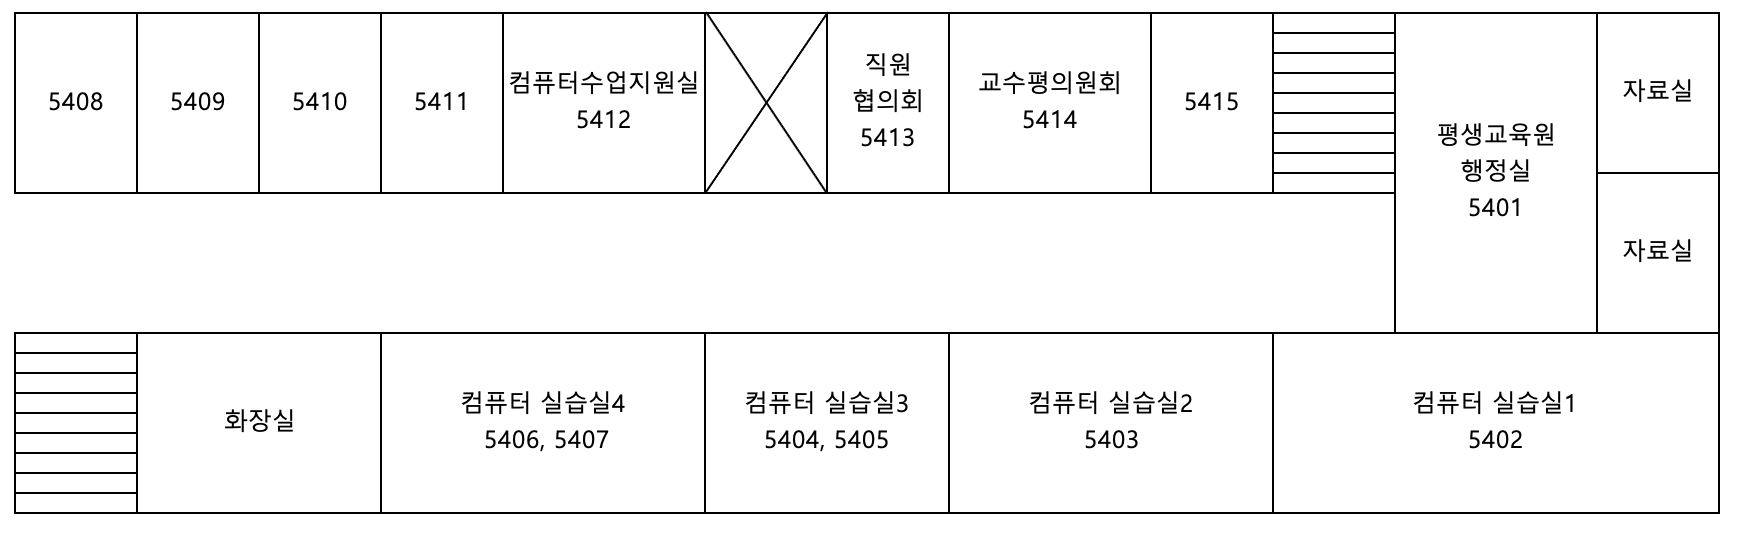 5408
5409
5410
5411
컴퓨터수업지원실
5412
직원
협의회
5413
교수평의원회
5414
5415
평생교육원
행정실
5401
자료실
자료실
화장실
컴퓨터 실습실4
5406, 5407
컴퓨터 실습실3
5404, 5405
컴퓨터 실습실2
5403
컴퓨터 실습실1
5402